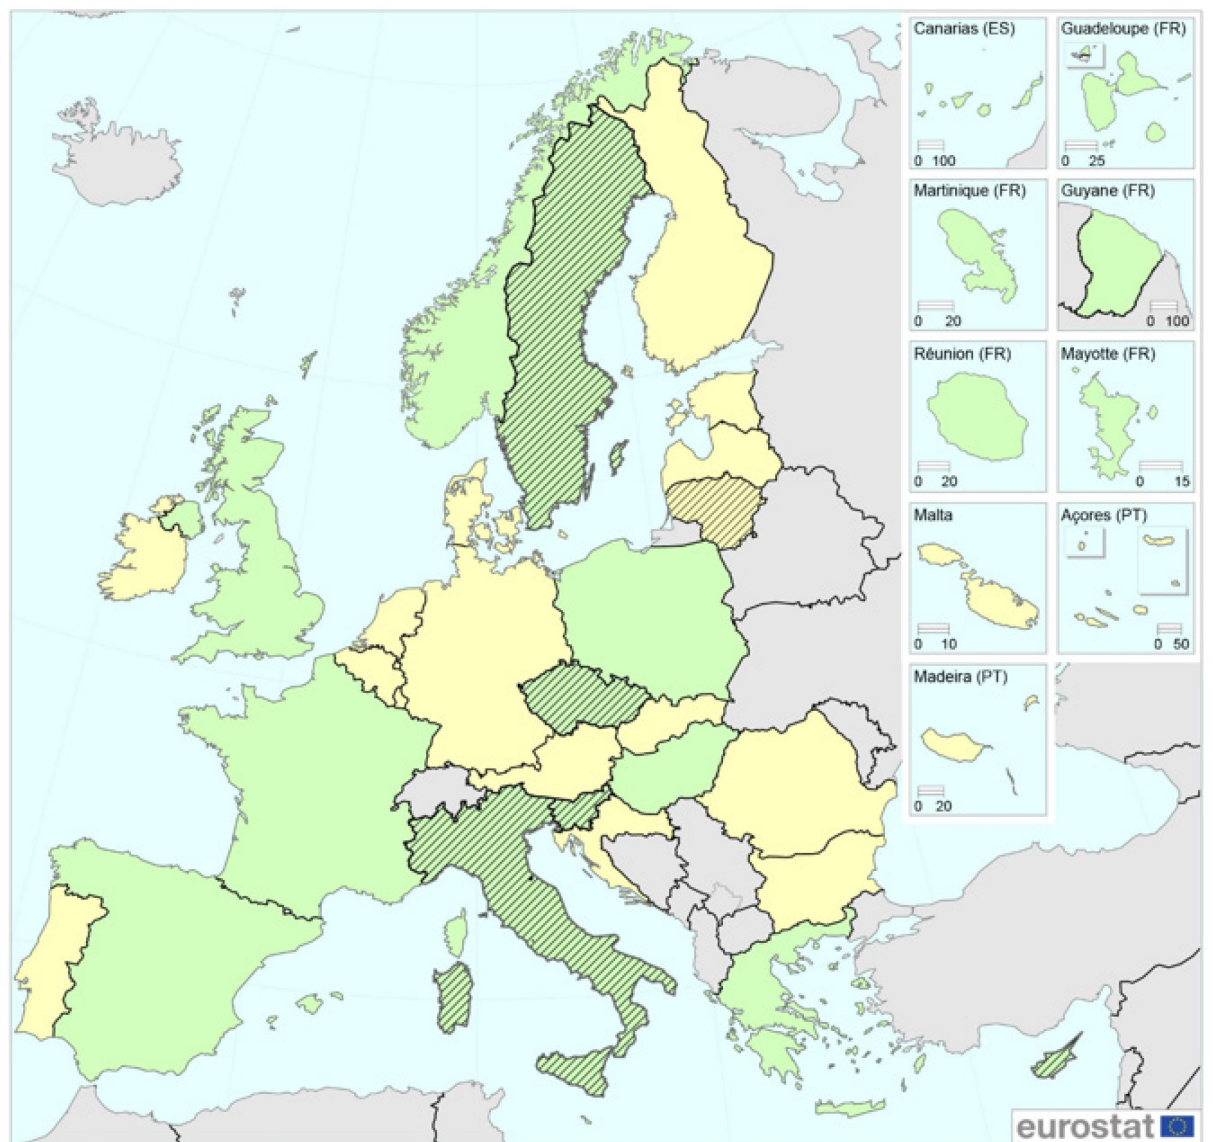 Canarias (ES)
0 100
Guadeloupe (FR)
0 25
Martinique (FR)
0 20
Guyane (FR)
0 100
Réunion (FR)
0 20
Mayotte (FR)
0 15
Malta
0 10
Açores (PT)
0 50
Madeira (PT)
0 20
eurostat